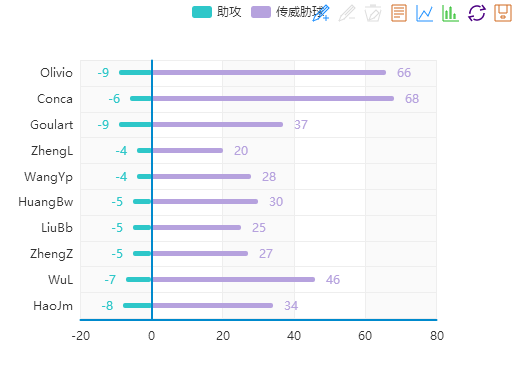 助攻 传威胁球
Olivio -9 66
Conca -6 68
Goulart -9 37
ZhengL -4 20
WangYp -4 28
HuangBw -5 30
LiuBb -5 25
ZhengZ -5 27
WuL -7 46
HaoJm -8 34
-20 0 20 40 60 80